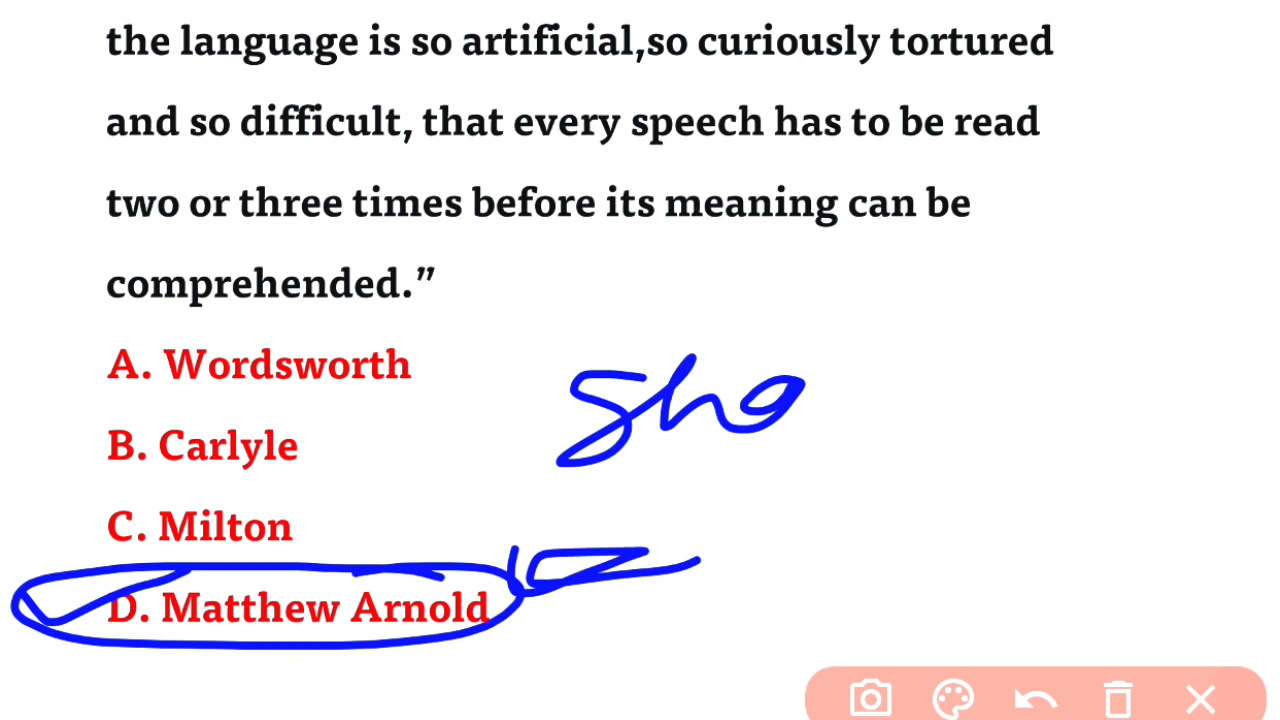 the language is so artificial,so curiously tortured
and so difficult, that every speech has to be read
two or three times before its meaning can be
comprehended.”
A. Wordsworth
B. Carlyle
Sha
C. Milton
D. Matthew Arnold